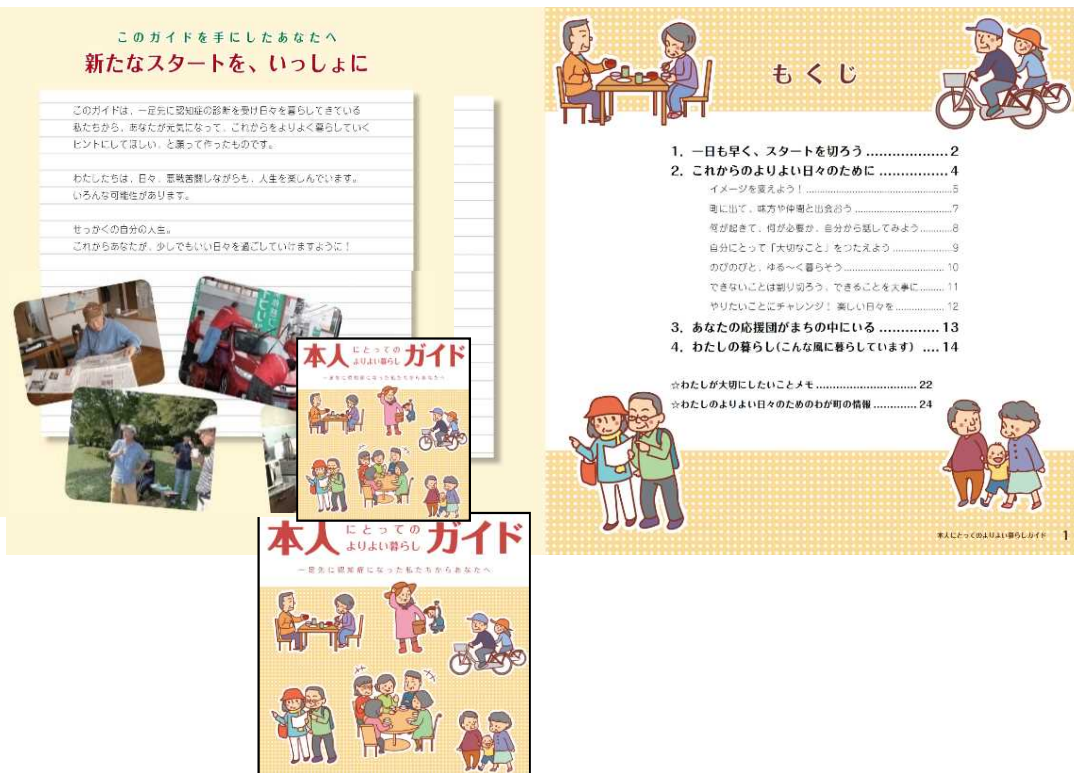 このガイドを手にしたあなたへ
新たなスタートを、いっしょに
このガイドは、一足先に認知症の診断を受け日々を暮らしてきている
私たちから、あなたが元気になって、これからをよりよく暮らしていく
ヒントにしてほしい、と願って作ったものです。
わたしたちは、日々、悪戦苦闘しながらも、人生を楽しんでいます。
いろんな可能性があります。
せっかくの自分の人生。
これからあなたが、少しでもいい日々を過ごしていけますように！
本人にとってのよりよい暮らしガイド
一足先に認知症になった私たちからあなたへ
本人にとってのよりよい暮らしガイド
一足先に認知症になった私たちからあなたへ
もくじ
1. 一日も早く、スタートを切ろう ................... 2
2. これからのよりよい日々のために ................ 4
イメージを変えよう！ ................... 5
町に出て、味方や仲間と出会おう ................... 7
何が起きて、何が必要か、自分から話してみよう .......... 8
自分にとって「大切なこと」をつたえよう ................... 9
のびのびと、ゆる〜く暮らそう ................... 10
できないことは割り切ろう、できることを大事に ......... 11
やりたいことにチャレンジ！ 楽しい日々を ................ 12
3. あなたの応援団がまちの中にいる .............. 13
4. わたしの暮らし(こんな風に暮らしています) .... 14
☆わたしが大切にしたいことメモ ................... 22
☆わたしのよりよい日々のためのわが町の情報 ............. 24
本人にとってのよりよい暮らしガイド 1